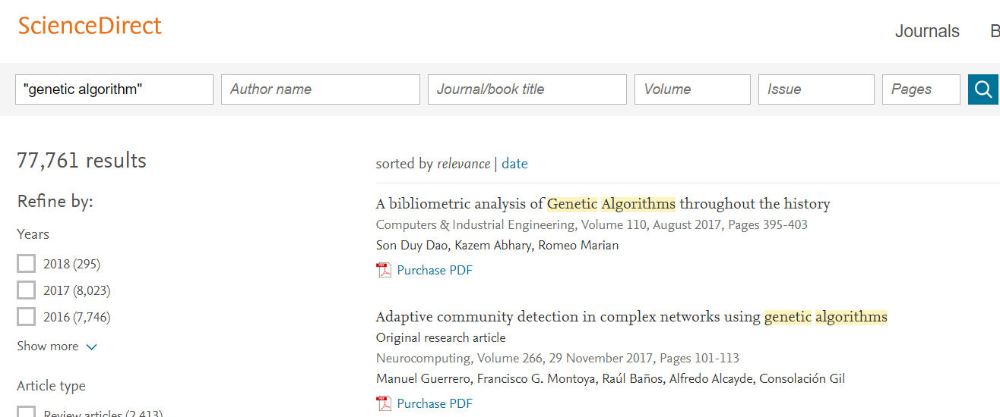 ScienceDirect
Journals
B
"genetic algorithm"
Author name
Journal/book title
Volume
Issue
Pages
77,761 results
Refine by:
Years
2018 (295)
2017 (8,023)
2016 (7,746)
Show more
Article type
Review articles (2,413)
sorted by relevance | date
A bibliometric analysis of Genetic Algorithms throughout the history
Computers & Industrial Engineering, Volume 110, August 2017, Pages 395-403
Son Duy Dao, Kazem Abhary, Romeo Marian
Purchase PDF
Adaptive community detection in complex networks using genetic algorithms
Original research article
Neurocomputing, Volume 266, 29 November 2017, Pages 101-113
Manuel Guerrero, Francisco G. Montoya, Raúl Baños, Alfredo Alcayde, Consolación Gil
Purchase PDF